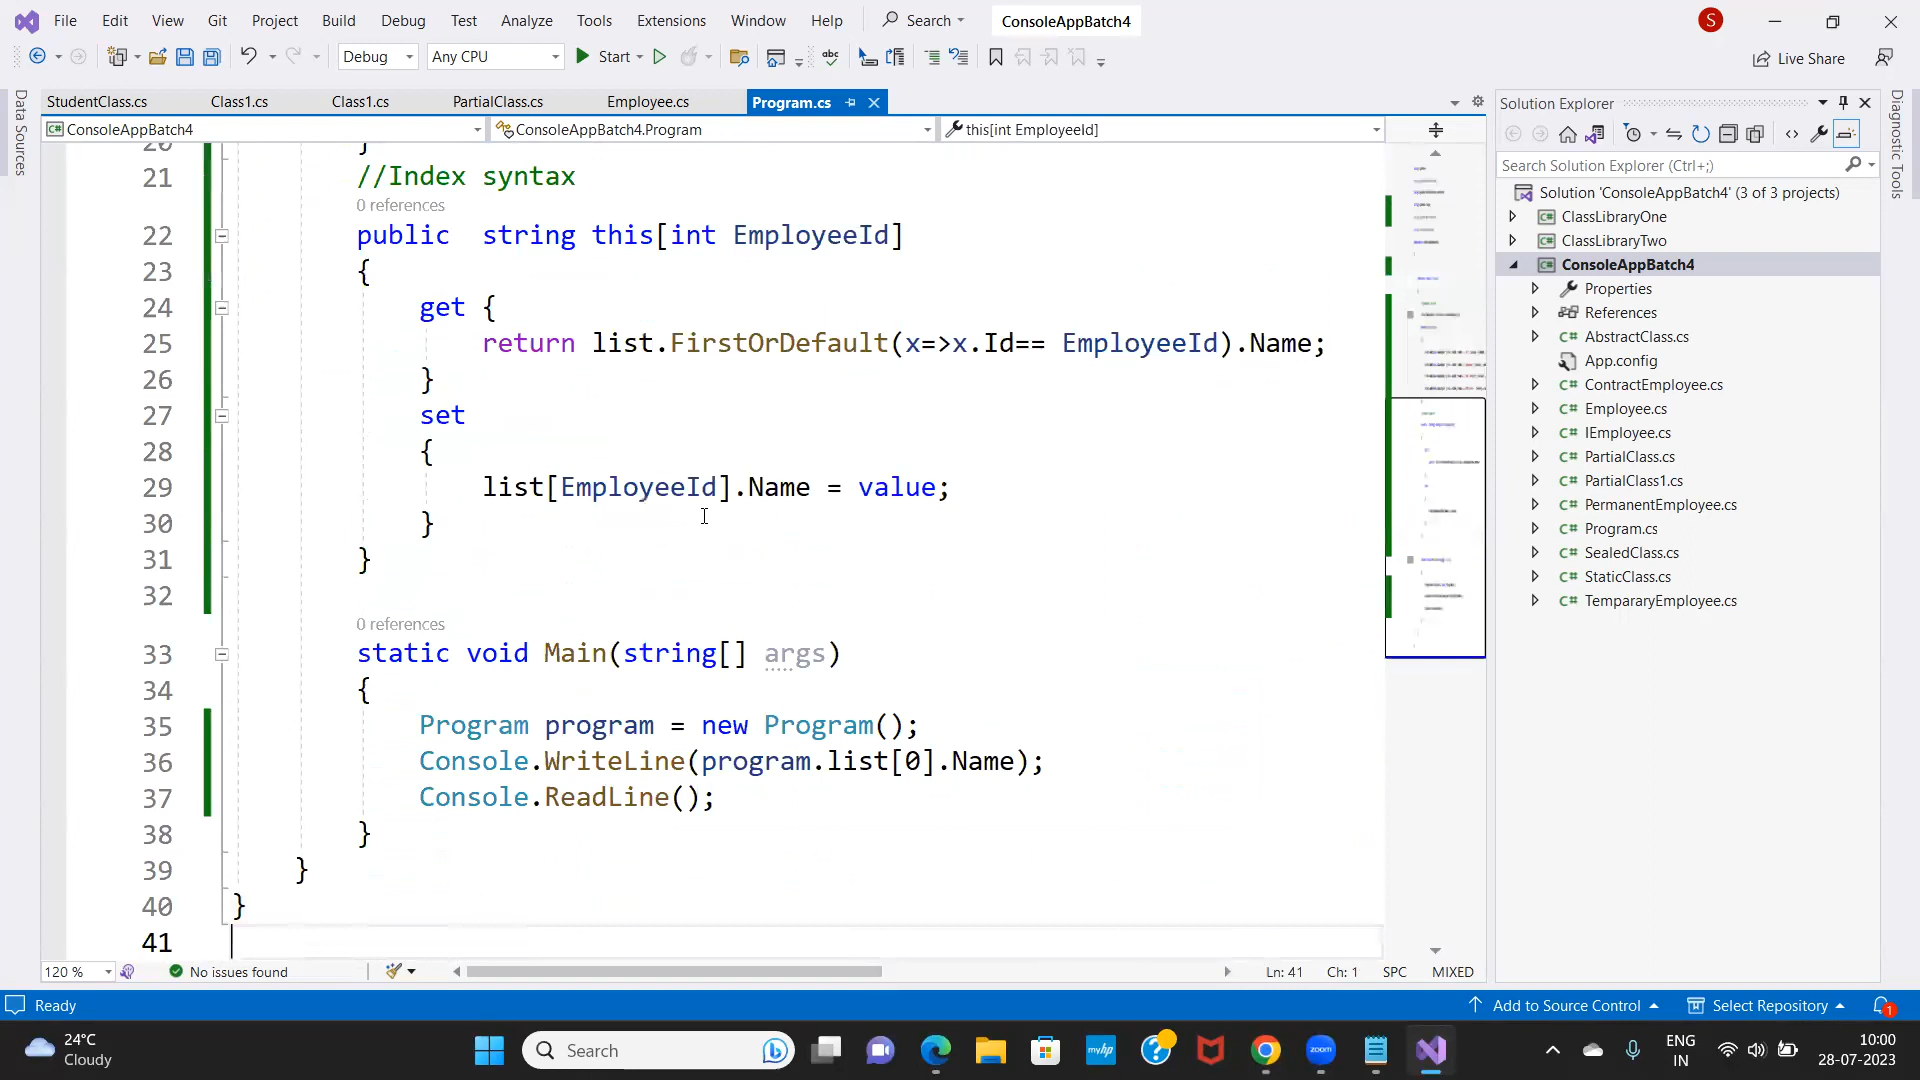 File Edit View Git Project Build Debug Test Analyze Tools Extensions Window Help Search ConsoleAppBatch4 S
Debug Any CPU Start abc Live Share
Data Sources
StudentClass.cs Class1.cs Class1.cs PartialClass.cs Employee.cs Program.cs
ConsoleAppBatch4 ConsoleAppBatch4.Program this[int EmployeeId]
20 }
21 //Index syntax
0 references
22 public string this[int EmployeeId]
23 {
24 get {
25 return list.FirstOrDefault(x=>x.Id== EmployeeId).Name;
26 }
27 set
28 {
29 list[EmployeeId].Name = value;
30 }
31 }
32
0 references
33 static void Main(string[] args)
34 {
35 Program program = new Program();
36 Console.WriteLine(program.list[0].Name);
37 Console.ReadLine();
38 }
39 }
40 }
41
120 % No issues found Ln: 41 Ch: 1 SPC MIXED
Solution Explorer
Search Solution Explorer (Ctrl+;)
Solution 'ConsoleAppBatch4' (3 of 3 projects)
C# ClassLibraryOne
C# ClassLibraryTwo
C# ConsoleAppBatch4
Properties
References
C# AbstractClass.cs
App.config
C# ContractEmployee.cs
C# Employee.cs
C# IEmployee.cs
C# PartialClass.cs
C# PartialClass1.cs
C# PermanentEmployee.cs
C# Program.cs
C# SealedClass.cs
C# StaticClass.cs
C# TempararyEmployee.cs
Diagnostic Tools
Ready Add to Source Control Select Repository 1
24°C
Cloudy
Search
myhp
zoom
ENG
IN
10:00
28-07-2023